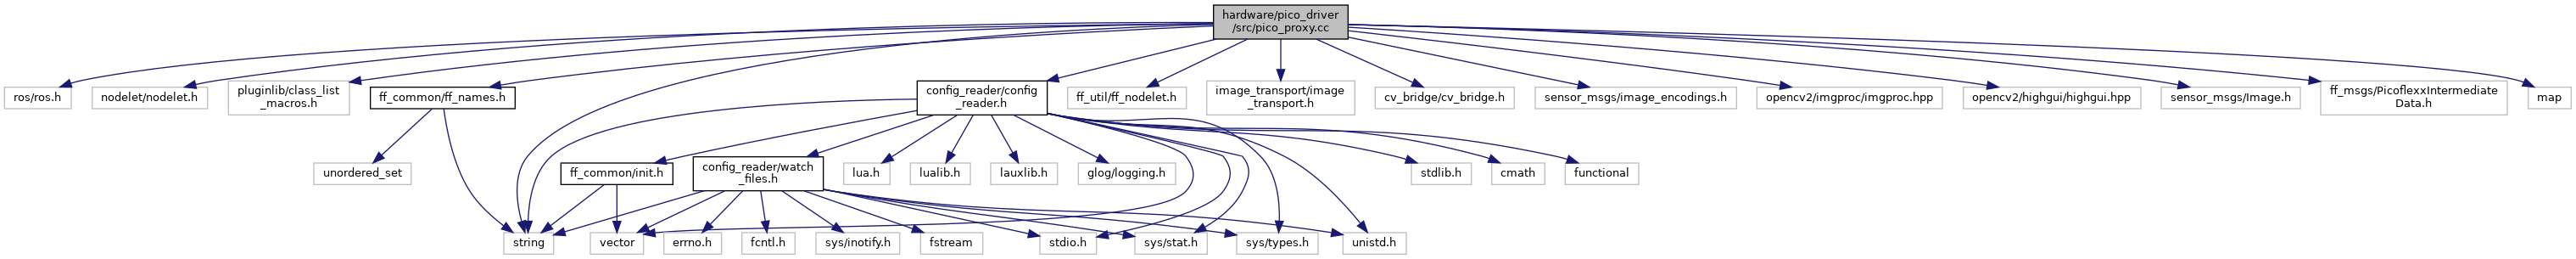 hardware/pico_driver
/src/pico_proxy.cc
ros/ros.h
nodelet/nodelet.h
pluginlib/class_list
_macros.h
ff_common/ff_names.h
config_reader/config
_reader.h
ff_util/ff_nodelet.h
image_transport/image
_transport.h
cv_bridge/cv_bridge.h
sensor_msgs/image_encodings.h
opencv2/imgproc/imgproc.hpp
opencv2/highgui/highgui.hpp
sensor_msgs/Image.h
ff_msgs/PicoflexxIntermediate
Data.h
map
unordered_set
ff_common/init.h
config_reader/watch
_files.h
lua.h
lualib.h
lauxlib.h
glog/logging.h
stdlib.h
cmath
functional
string
vector
errno.h
fcntl.h
sys/inotify.h
fstream
stdio.h
sys/stat.h
sys/types.h
unistd.h